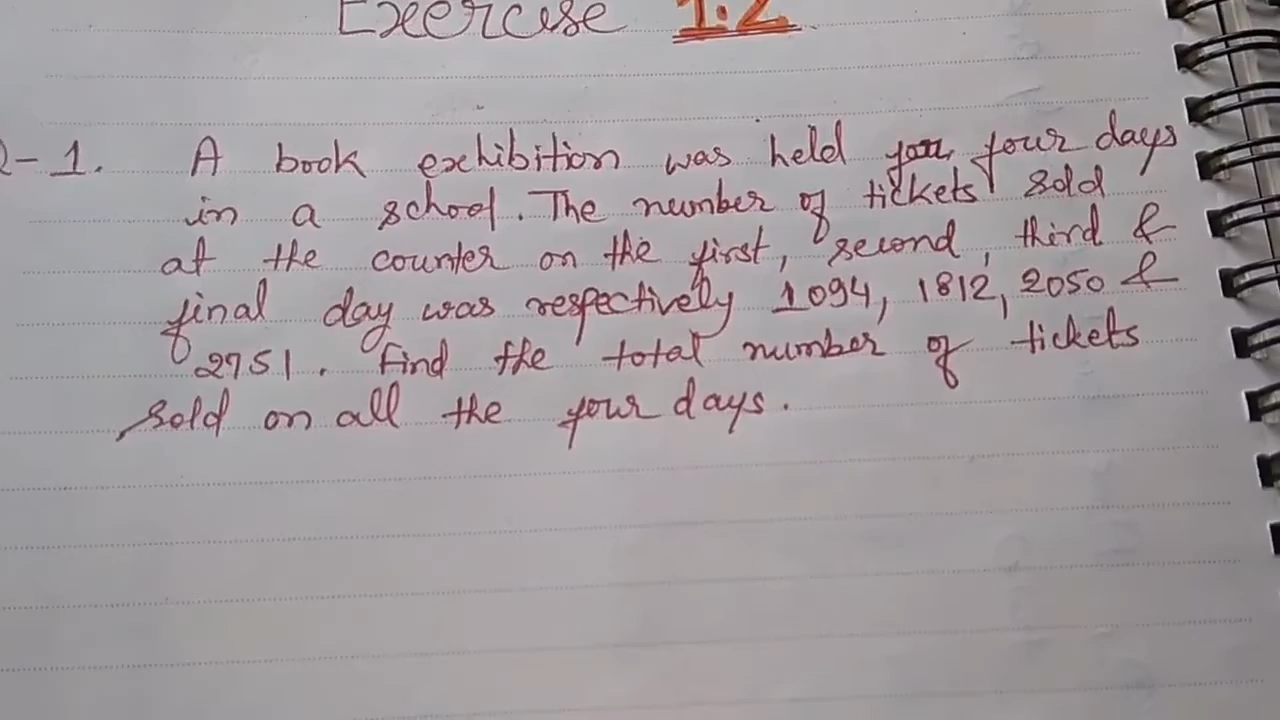 Exercise 1.2
Q-1. A book exhibition was held for four days
in a school. The number of tickets sold
at the counter on the first, second, third &
final day was respectively 1094, 1812, 2050 &
2751. Find the total number of tickets
sold on all the four days.